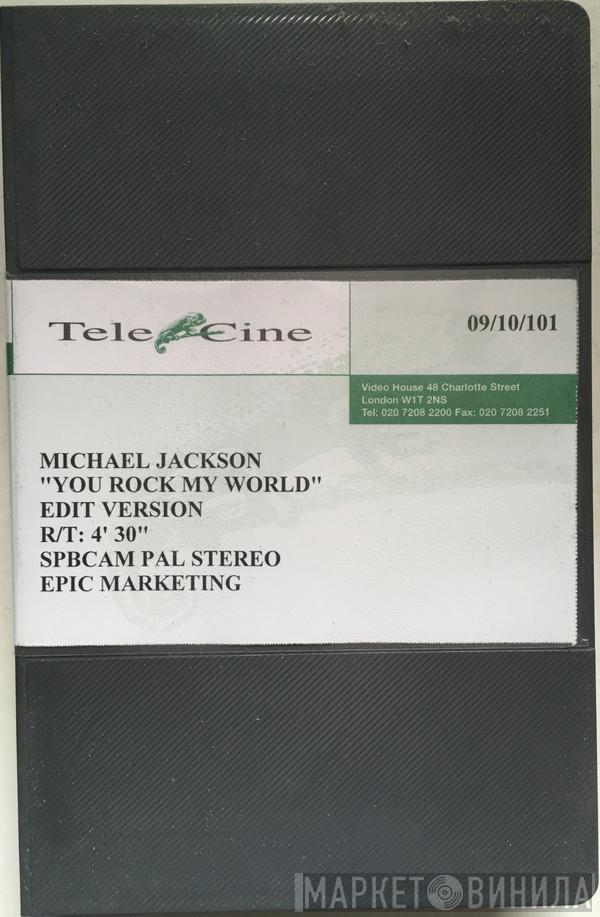 Tele Cine
09/10/101
Video House 48 Charlotte Street
London W1T 2NS
Tel: 020 7208 2200 Fax: 020 7208 2251
MICHAEL JACKSON
"YOU ROCK MY WORLD"
EDIT VERSION
R/T: 4' 30"
SPBCAM PAL STEREO
EPIC MARKETING
МАРКЕТ ВИНИЛА